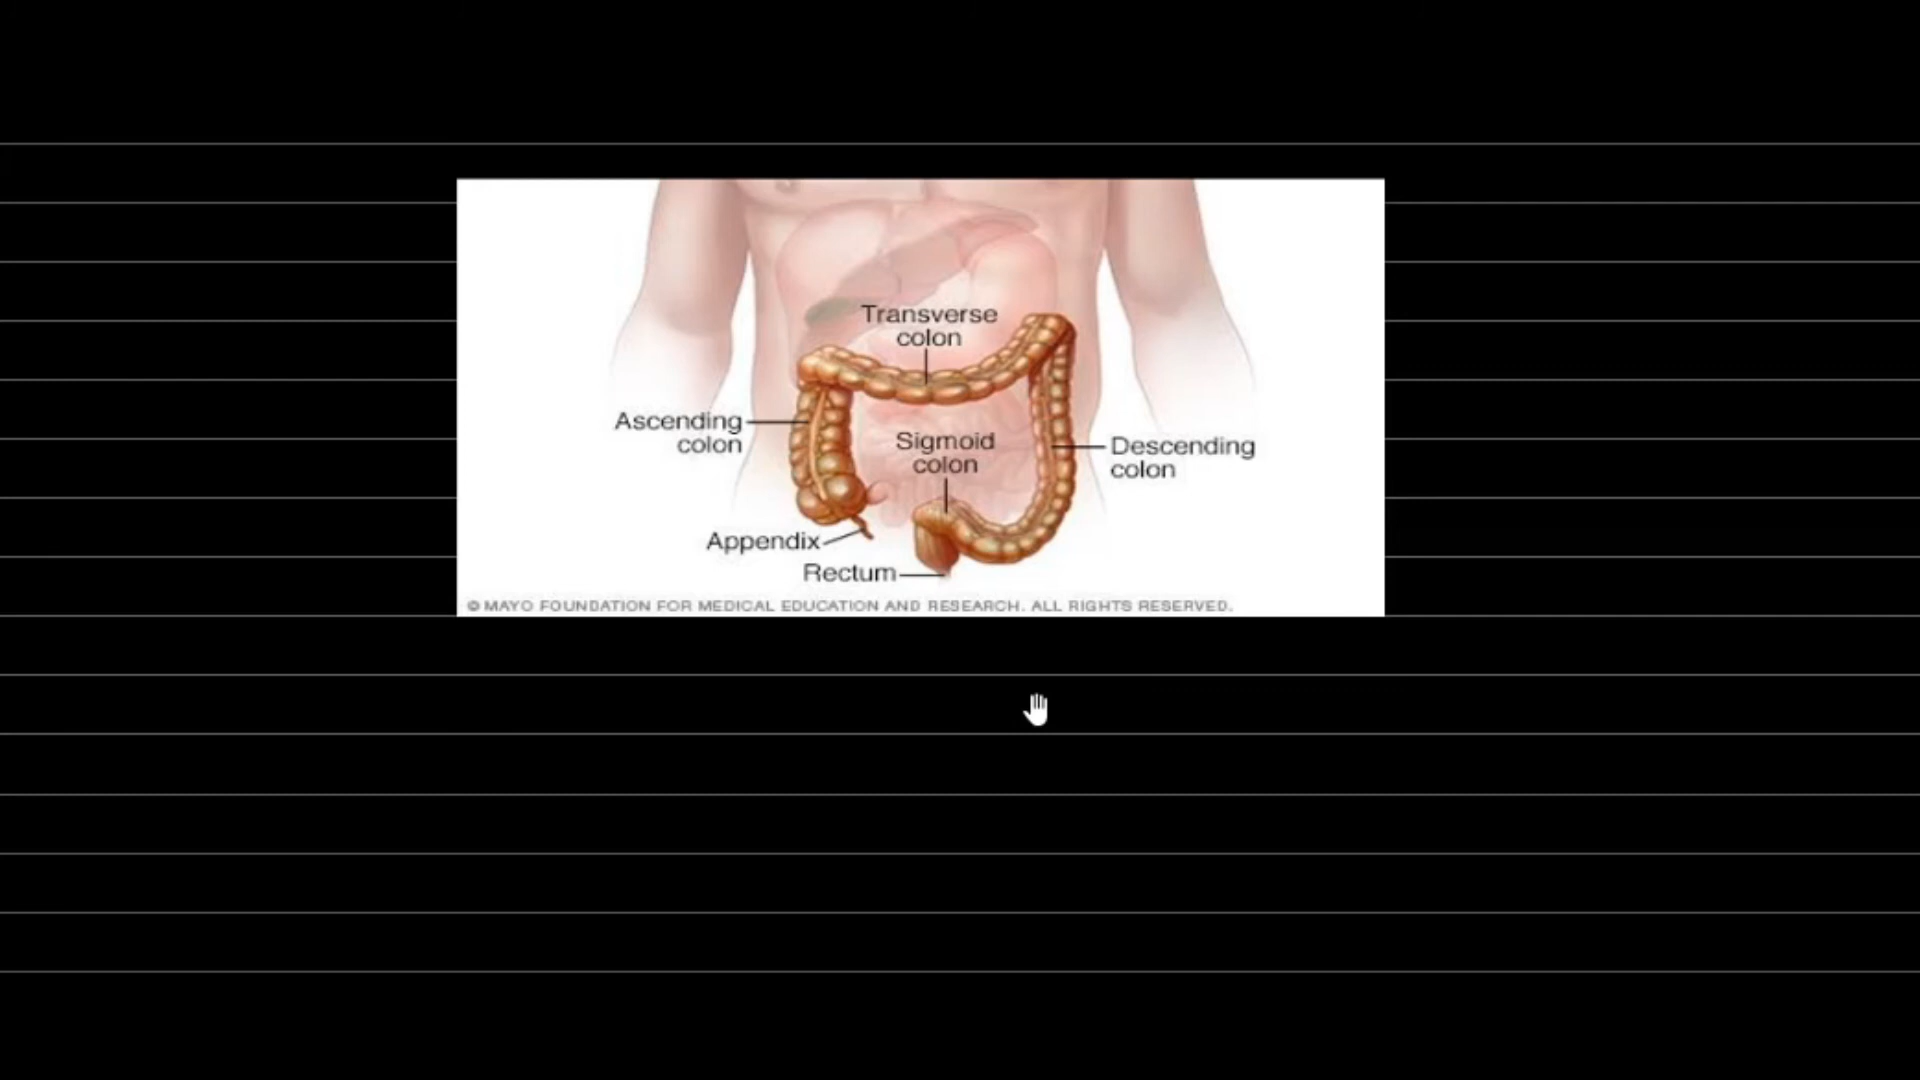 Transverse
colon
Ascending
colon
Sigmoid
colon
Descending
colon
Appendix
Rectum
© MAYO FOUNDATION FOR MEDICAL EDUCATION AND RESEARCH. ALL RIGHTS RESERVED.